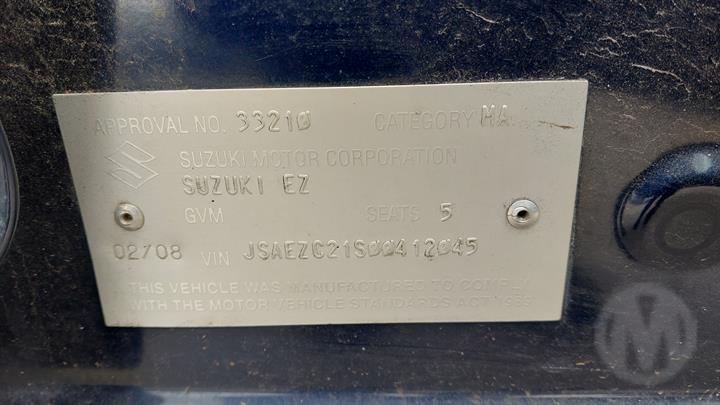 APPROVAL NO. 33210 CATEGORY MA
SUZUKI MOTOR CORPORATION
SUZUKI EZ
GVM SEATS 5
02/08 VIN JSAEZC21S00412045
THIS VEHICLE WAS MANUFACTURED TO COMPLY
WITH THE MOTOR VEHICLE STANDARDS ACT 1989
M